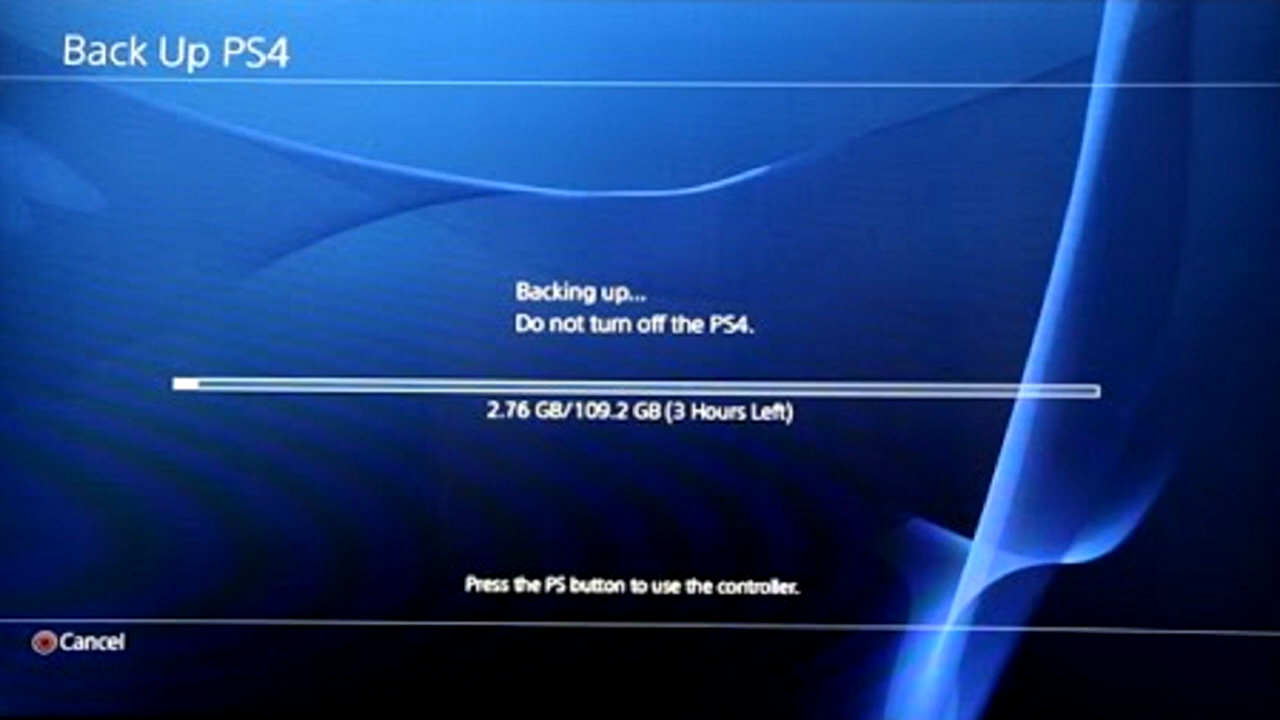 Back Up PS4
Backing up...
Do not turn off the PS4.
2.76 GB/109.2 GB (3 Hours Left)
Press the PS button to use the controller.
Cancel